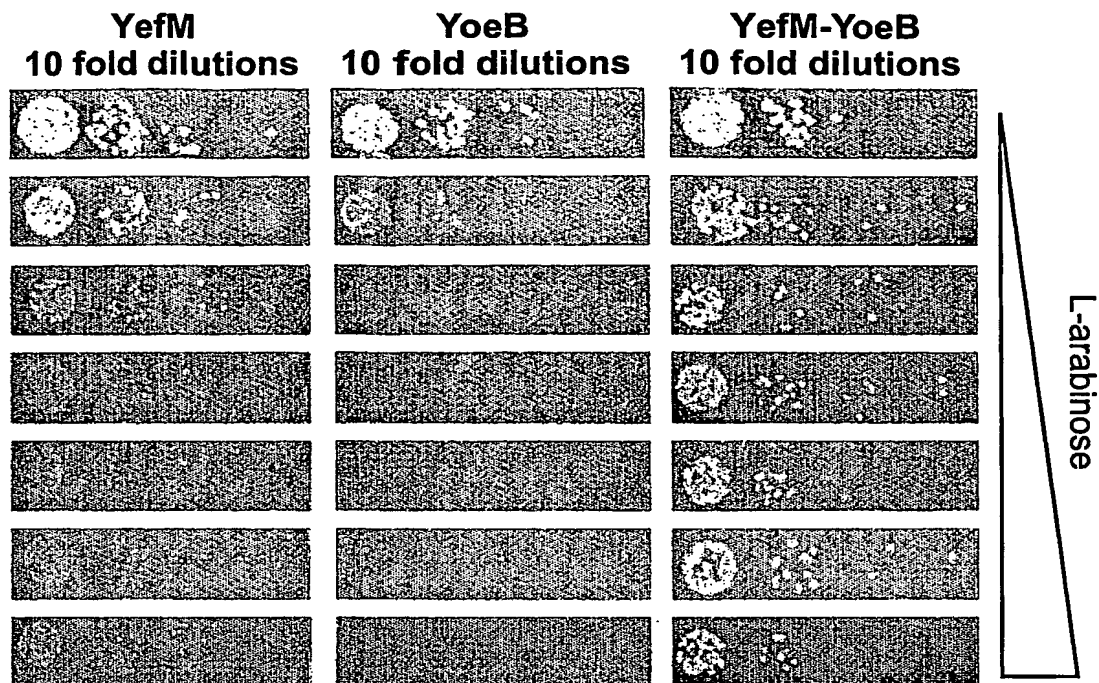 YefM
10 fold dilutions
YoeB
10 fold dilutions
YefM-YoeB
10 fold dilutions
L-arabinose